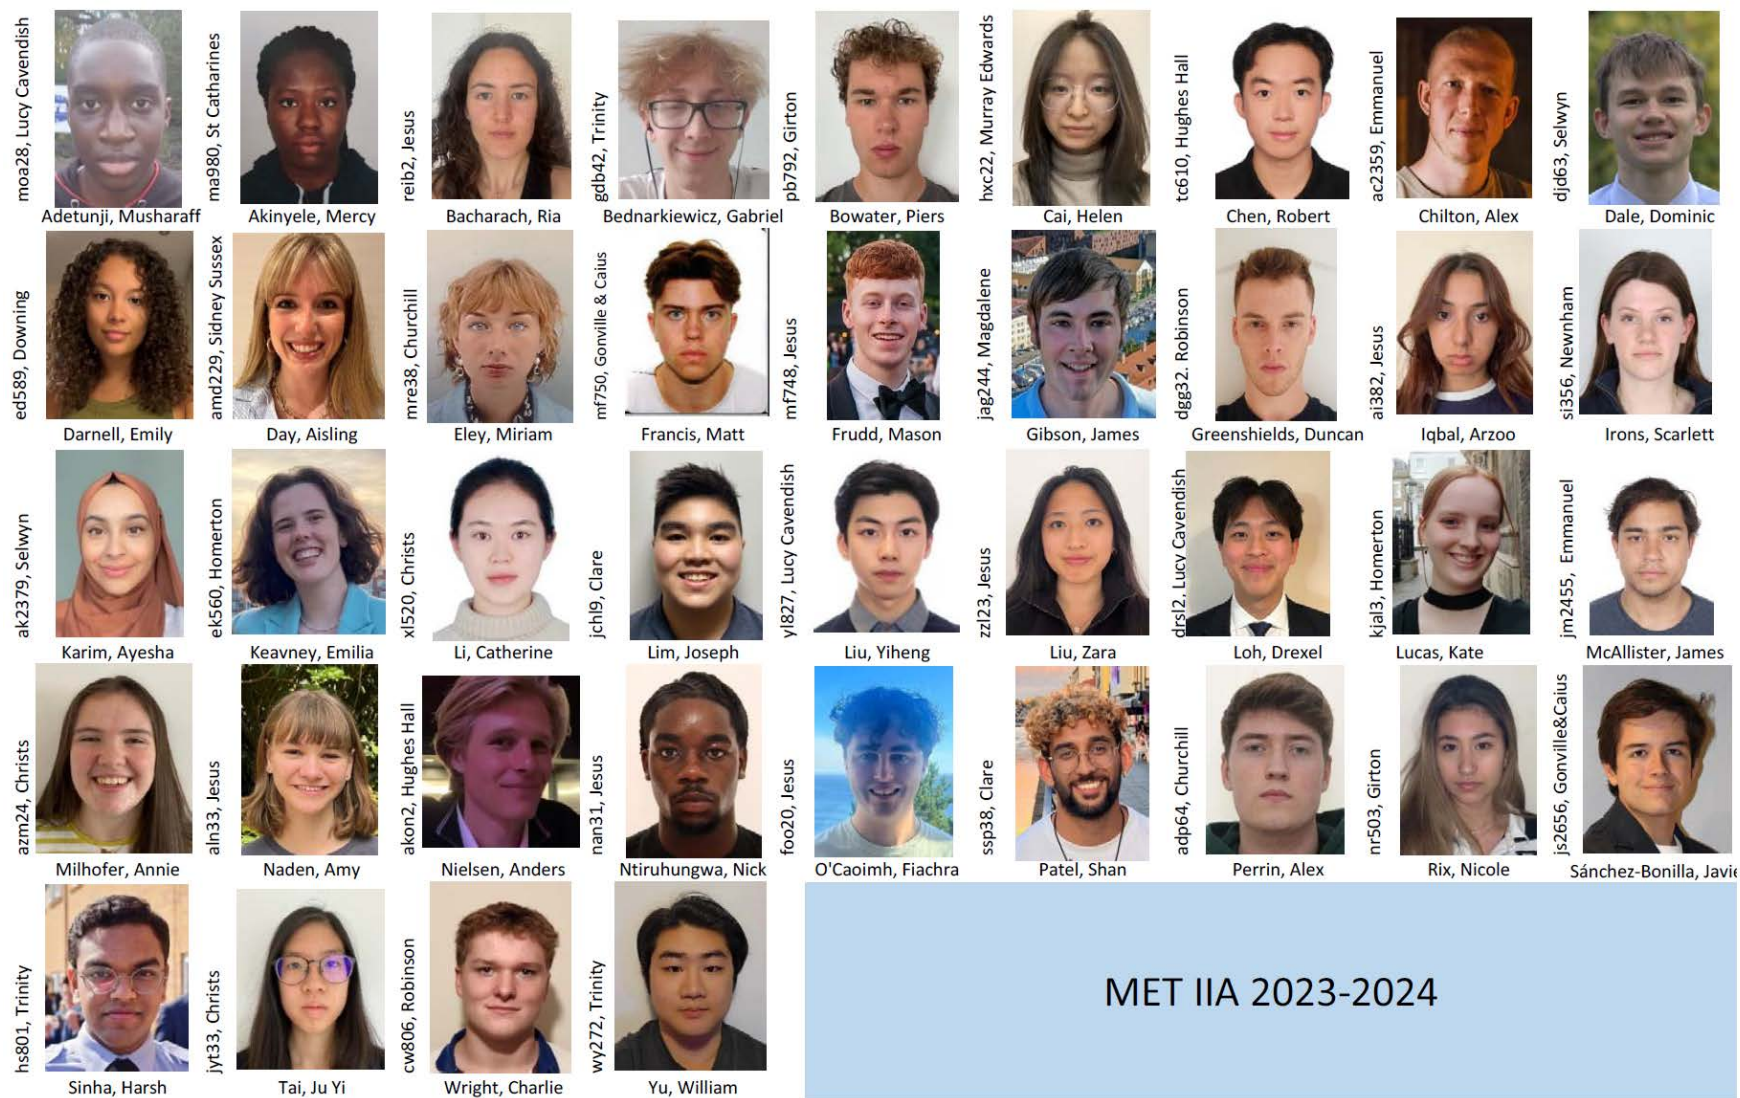 moa28, Lucy Cavendish
Adetunji, Musharaff
ma980, St Catharines
Akinyele, Mercy
reib2, Jesus
Bacharach, Ria
gdb42, Trinity
Bednarkiewicz, Gabriel
pb792, Girton
Bowater, Piers
hxc22, Murray Edwards
Cai, Helen
tc610, Hughes Hall
Chen, Robert
ac2359, Emmanuel
Chilton, Alex
djd63, Selwyn
Dale, Dominic
ed589, Downing
Darnell, Emily
amd229, Sidney Sussex
Day, Aisling
mre38, Churchill
Eley, Miriam
mf750, Gonville & Caius
Francis, Matt
mf748, Jesus
Frudd, Mason
jag244, Magdalene
Gibson, James
dgg32. Robinson
Greenshields, Duncan
ai382, Jesus
Iqbal, Arzoo
si356, Newnham
Irons, Scarlett
ak2379, Selwyn
Karim, Ayesha
ek560, Homerton
Keavney, Emilia
xl520, Christs
Li, Catherine
jchl9, Clare
Lim, Joseph
yl827, Lucy Cavendish
Liu, Yiheng
zzl23, Jesus
Liu, Zara
drsl2, Lucy Cavendish
Loh, Drexel
kjal3, Homerton
Lucas, Kate
jm2455, Emmanuel
McAllister, James
azm24, Christs
Milhofer, Annie
aln33, Jesus
Naden, Amy
akon2, Hughes Hall
Nielsen, Anders
nan31, Jesus
Ntiruhungwa, Nick
foo20, Jesus
O'Caoimh, Fiachra
ssp38, Clare
Patel, Shan
adp64, Churchill
Perrin, Alex
nr503, Girton
Rix, Nicole
js2656, Gonville&Caius
Sánchez-Bonilla, Javie
hs801, Trinity
Sinha, Harsh
jyt33, Christs
Tai, Ju Yi
cw806, Robinson
Wright, Charlie
wy272, Trinity
Yu, William
MET IIA 2023-2024